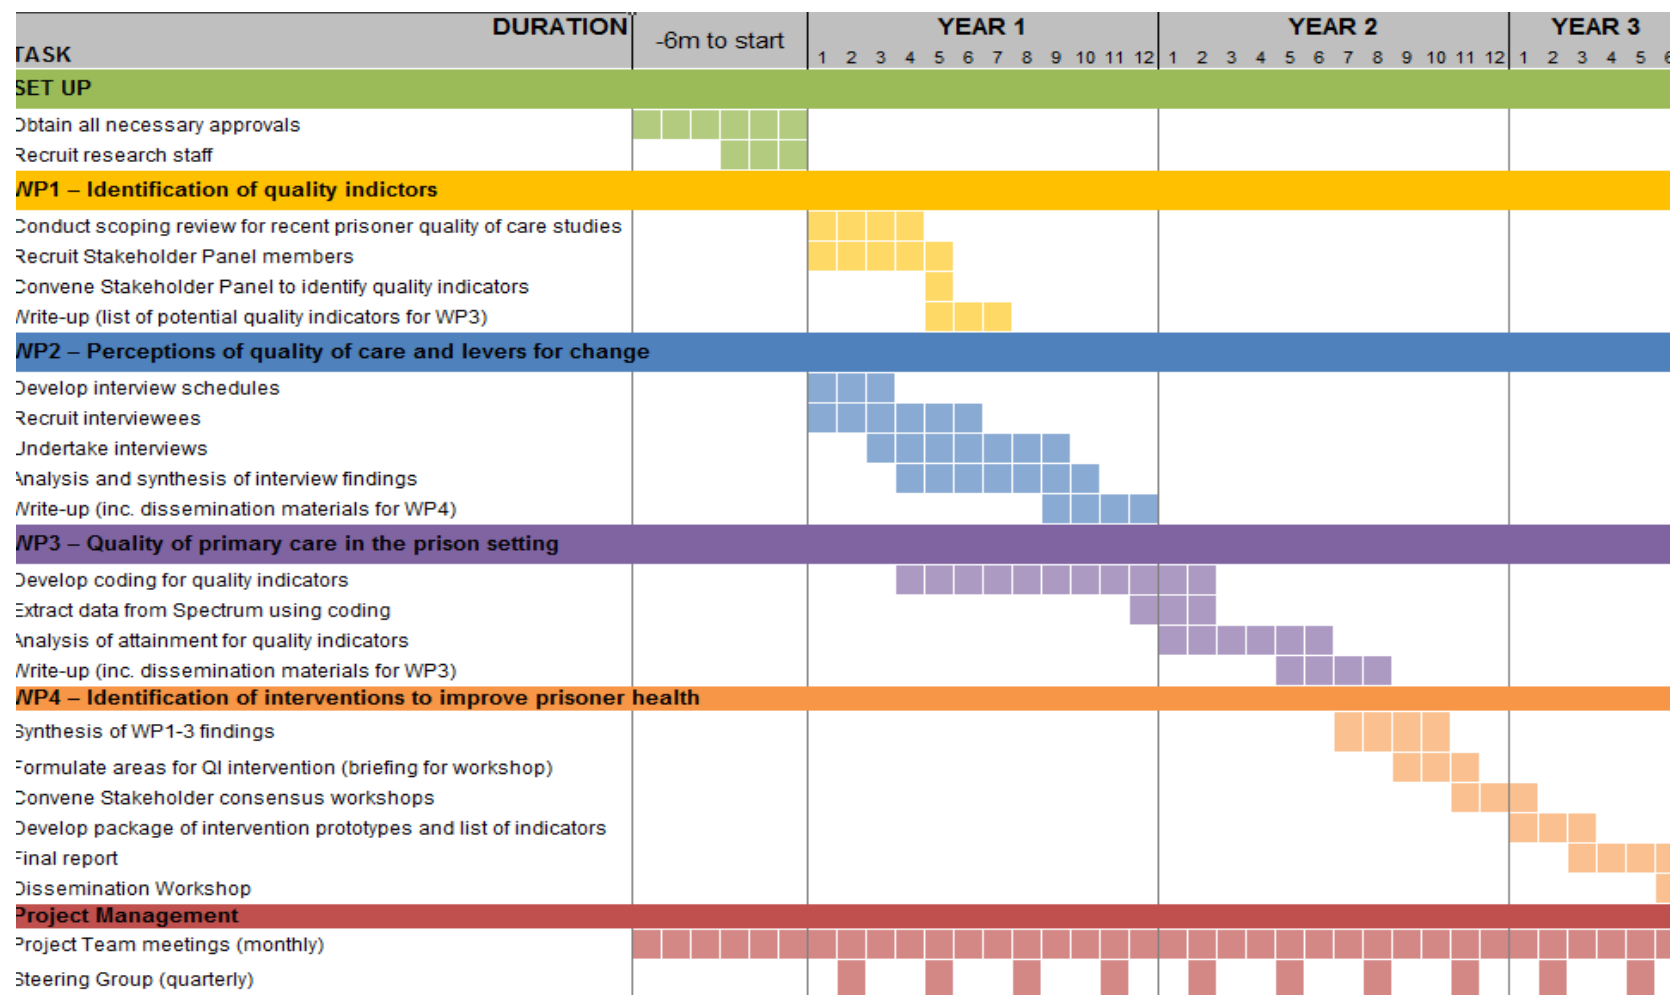 DURATION
-6m to start
YEAR 1
YEAR 2
YEAR 3
TASK
1 2 3 4 5 6 7 8 9 10 11 12 1 2 3 4 5 6 7 8 9 10 11 12 1 2 3 4 5 6
SET UP
Obtain all necessary approvals
Recruit research staff
WP1 – Identification of quality indictors
Conduct scoping review for recent prisoner quality of care studies
Recruit Stakeholder Panel members
Convene Stakeholder Panel to identify quality indicators
Write-up (list of potential quality indicators for WP3)
WP2 – Perceptions of quality of care and levers for change
Develop interview schedules
Recruit interviewees
Undertake interviews
Analysis and synthesis of interview findings
Write-up (inc. dissemination materials for WP4)
WP3 – Quality of primary care in the prison setting
Develop coding for quality indicators
Extract data from Spectrum using coding
Analysis of attainment for quality indicators
Write-up (inc. dissemination materials for WP3)
WP4 – Identification of interventions to improve prisoner health
Synthesis of WP1-3 findings
Formulate areas for QI intervention (briefing for workshop)
Convene Stakeholder consensus workshops
Develop package of intervention prototypes and list of indicators
Final report
Dissemination Workshop
Project Management
Project Team meetings (monthly)
Steering Group (quarterly)